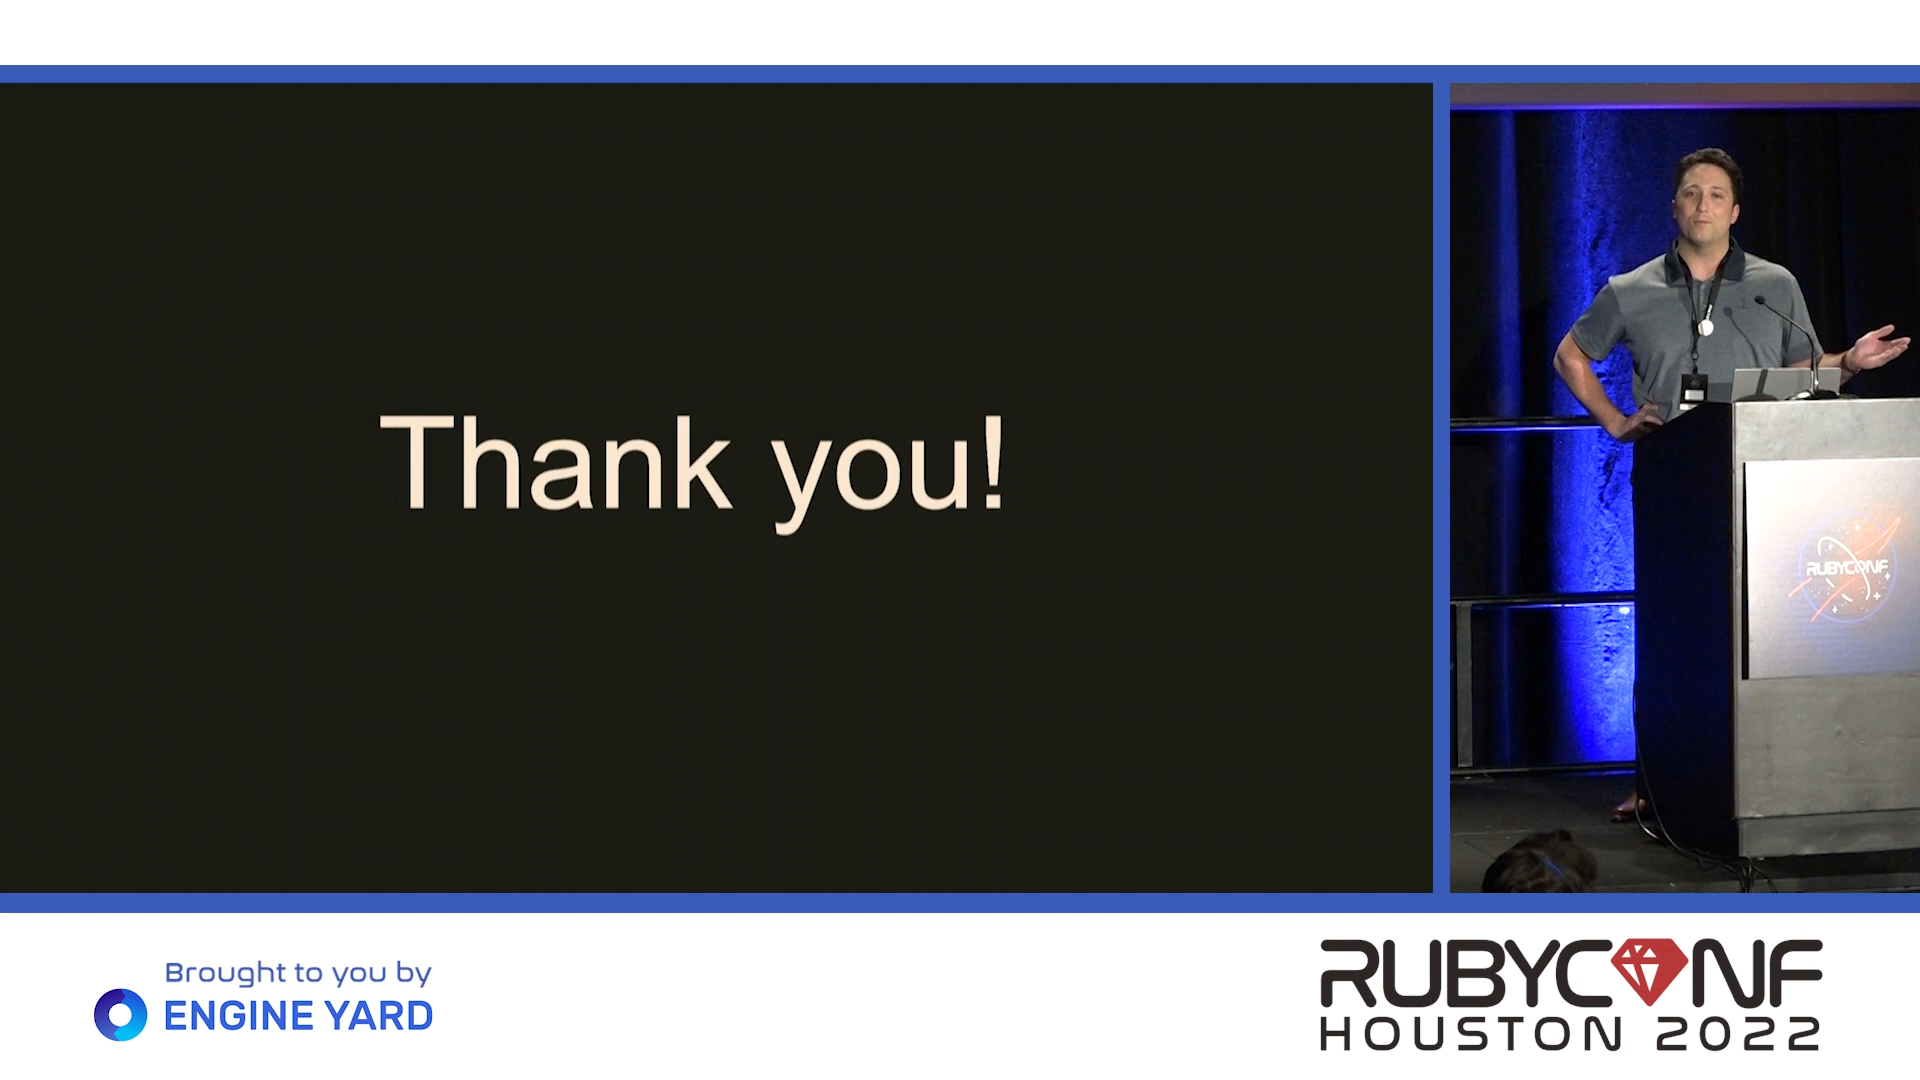 Thank you!
RUBYCONF
Brought to you by
ENGINE YARD
RUBYCONF
HOUSTON 2022